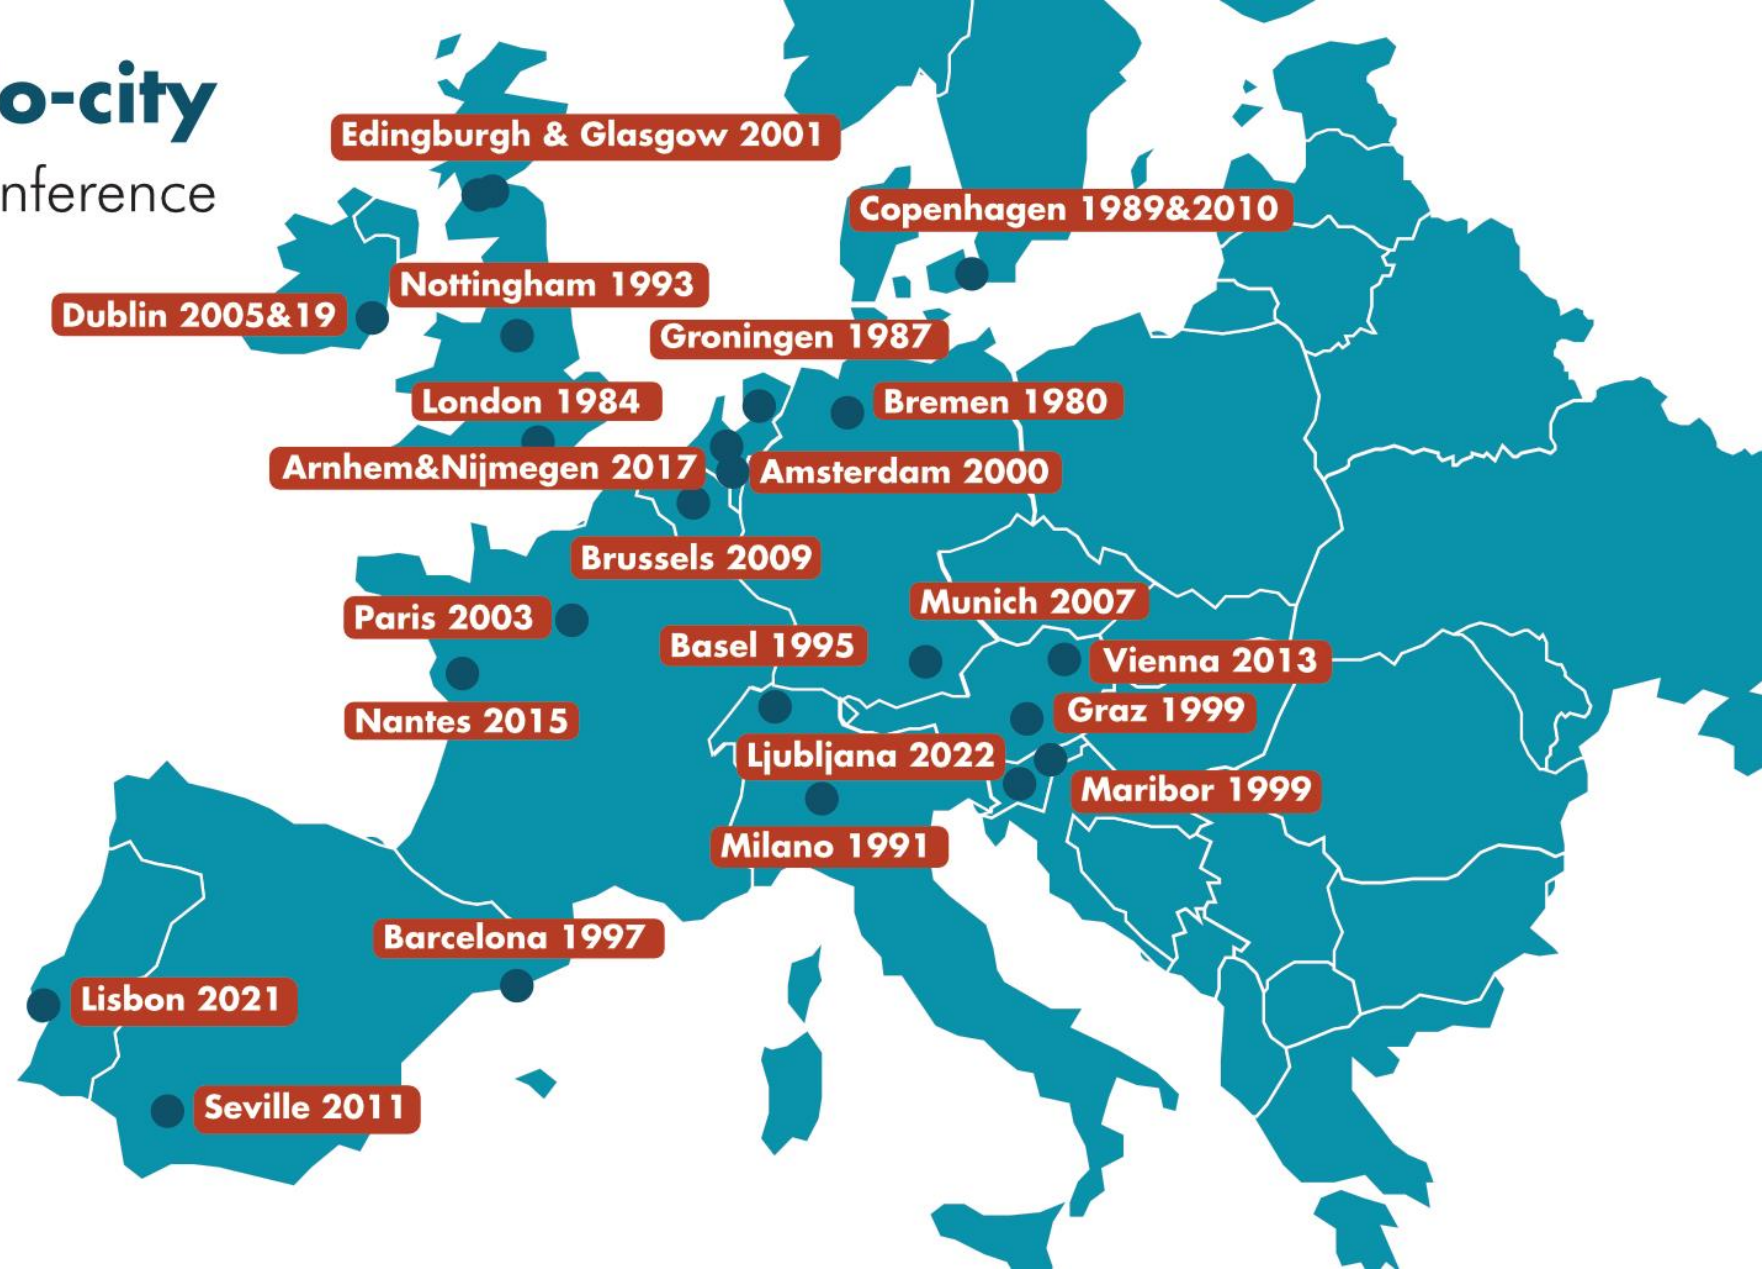 o-city
nference
Edingburgh & Glasgow 2001
Copenhagen 1989&2010
Nottingham 1993
Dublin 2005&19
Groningen 1987
London 1984
Bremen 1980
Arnhem&Nijmegen 2017
Amsterdam 2000
Brussels 2009
Munich 2007
Paris 2003
Basel 1995
Vienna 2013
Graz 1999
Nantes 2015
Ljubljana 2022
Maribor 1999
Milano 1991
Barcelona 1997
Lisbon 2021
Seville 2011